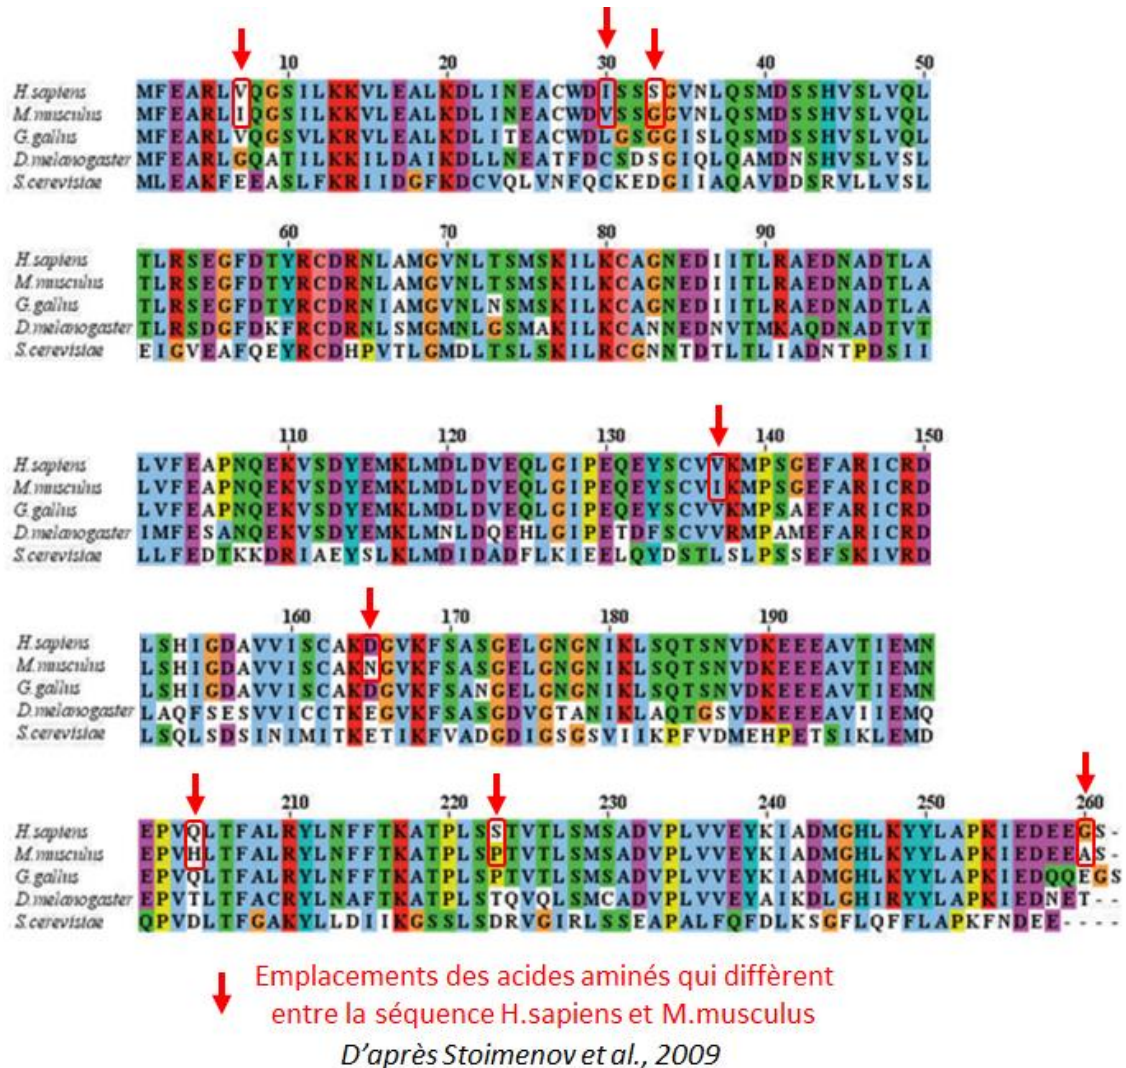 10 20 30 40 50
H.sapiens MFEARLVQGSILKKVLEALKDLINEACWDISSSGVNLQSMDSSHVSLVQL
M.musculus MFEARLIQGSILKKVLEALKDLINEACWDVSSGGVNLQSMDSSHVSLVQL
G.gallus MFEARLVQGSVLKRVLEALKDLITEACWDLGSGGISLQSMDSSHVSLVQL
D.melanogaster MFEARLGQATILKKILDAIKDLLNEATFDCSDSGIQLQAMDNSHVSLVSL
S.cerevisiae MLEAKFEEASLFKRIIDGFKDCVQLVNFQCKEDGIIAQAVDDSRVLLVSL
60 70 80 90
H.sapiens TLRSEGFDTYRCDRNLAMGVNLTSMSKILKCAGNEDIITLRAEDNADTLA
M.musculus TLRSEGFDTYRCDRNLAMGVNLTSMSKILKCAGNEDIITLRAEDNADTLA
G.gallus TLRSEGFDTYRCDRNIAMGVNLNSMSKILKCAGNEDIITLRAEDNADTLA
D.melanogaster TLRSDGFDKFRCDRNLSMGMNLGSMAKILKCANNEDNVTMKAQDNADTVT
S.cerevisiae EIGVEAFQEYRCDHPVTLGMDLTSLSKILRCGNNTDTLTLIADNTPDSII
110 120 130 140 150
H.sapiens LVFEAPNQEKVSDYEMKLMDLDVEQLGIPEQEYSCVVKMPSGEFARICRD
M.musculus LVFEAPNQEKVSDYEMKLMDLDVEQLGIPEQEYSCVIKMPSGEFARICRD
G.gallus LVFEAPNQEKVSDYEMKLMDLDVEQLGIPEQEYSCVVKMPSAEFARICRD
D.melanogaster IMFESANQEKVSDYEMKLMNLDQEHLGIPETDFSCVVRMPAMEFARICRD
S.cerevisiae LLFEDTKKDRIAEYSLKLMDIDADFLKIEELQYDSTLSLPSSEFSKIVRD
160 170 180 190
H.sapiens LSHIGDAVVISCAKDGVKFSASGELGNGNIKLSQTSNVDKEEEAVTIEMN
M.musculus LSHIGDAVVISCAKNGVKFSASGELGNGNIKLSQTSNVDKEEEAVTIEMN
G.gallus LSHIGDAVVISCAKDGVKFSANGELGNGNIKLSQTSNVDKEEEAVTIEMN
D.melanogaster LAQFSESVVICCTKEGVKFSASGDVGTANIKLAQTGSVDKEEEAVIIEMQ
S.cerevisiae LSQLSDSINIMITKETIKFVADGDIGSGSVIIKPFVDMEHPETSIKLEMD
210 220 230 240 250 260
H.sapiens EPVQLTFALRYLNFFTKATPLSSTVTLSMSADVPLVVEYKIADMGHLKYYLAPKIEDEEGS-
M.musculus EPVHLTFALRYLNFFTKATPLSPTVTLSMSADVPLVVEYKIADMGHLKYYLAPKIEDEEAS-
G.gallus EPVQLTFALRYLNFFTKATPLSPTVTLSMSADVPLVVEYKIADMGHLKYYLAPKIEDQQEGS
D.melanogaster EPVTLTFACRYLNAFTKATPLSTQVQLSMCADVPLVVEYAIKDLGHIRYYLAPKIEDNET--
S.cerevisiae QPVDLTFGAKYLLDIIKGSSLSDRVGIRLSSEAPALFQFDLKSGFLQFFLAPKFNDEE----
Emplacements des acides aminés qui diffèrent
entre la séquence H.sapiens et M.musculus
D'après Stoimenov et al., 2009